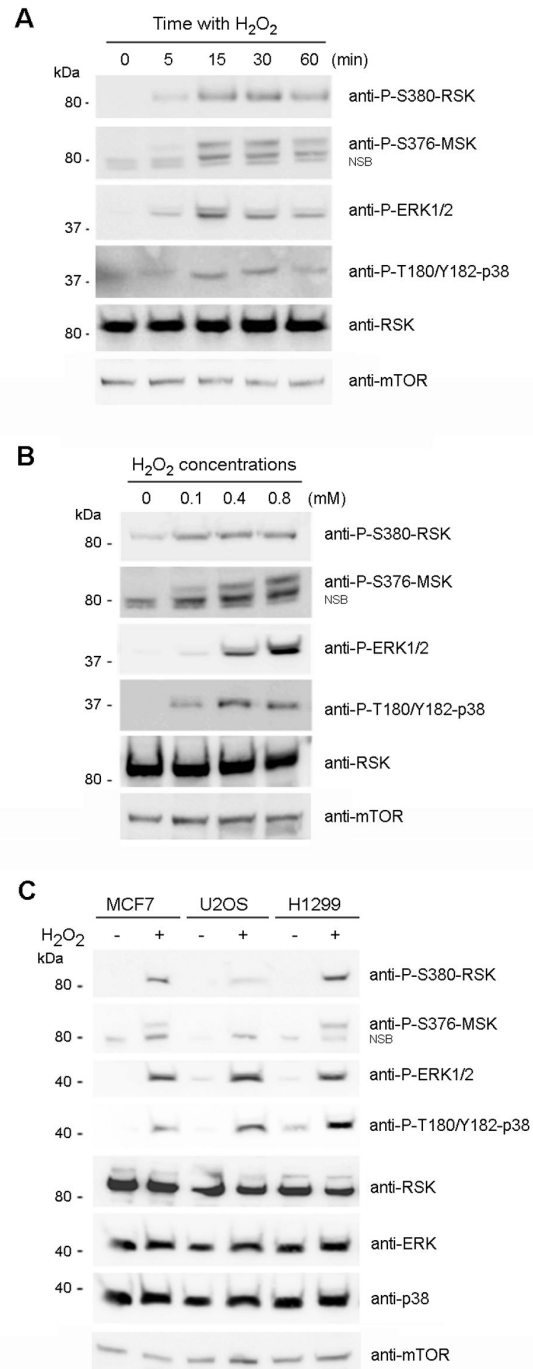 A
Time with H2O2
0 5 15 30 60 (min)
kDa
80 - anti-P-S380-RSK
anti-P-S376-MSK
80 - NSB
anti-P-ERK1/2
37 -
37 - anti-P-T180/Y182-p38
80 - anti-RSK
anti-mTOR
B
H2O2 concentrations
0 0.1 0.4 0.8 (mM)
kDa
80 - anti-P-S380-RSK
anti-P-S376-MSK
80 - NSB
anti-P-ERK1/2
37 -
37 - anti-P-T180/Y182-p38
anti-RSK
80 -
anti-mTOR
C
MCF7 U2OS H1299
H2O2 - + - + - +
kDa
80 - anti-P-S380-RSK
anti-P-S376-MSK
80 - NSB
40 - anti-P-ERK1/2
40 - anti-P-T180/Y182-p38
anti-RSK
80 -
anti-ERK
40 -
40 -
anti-p38
anti-mTOR